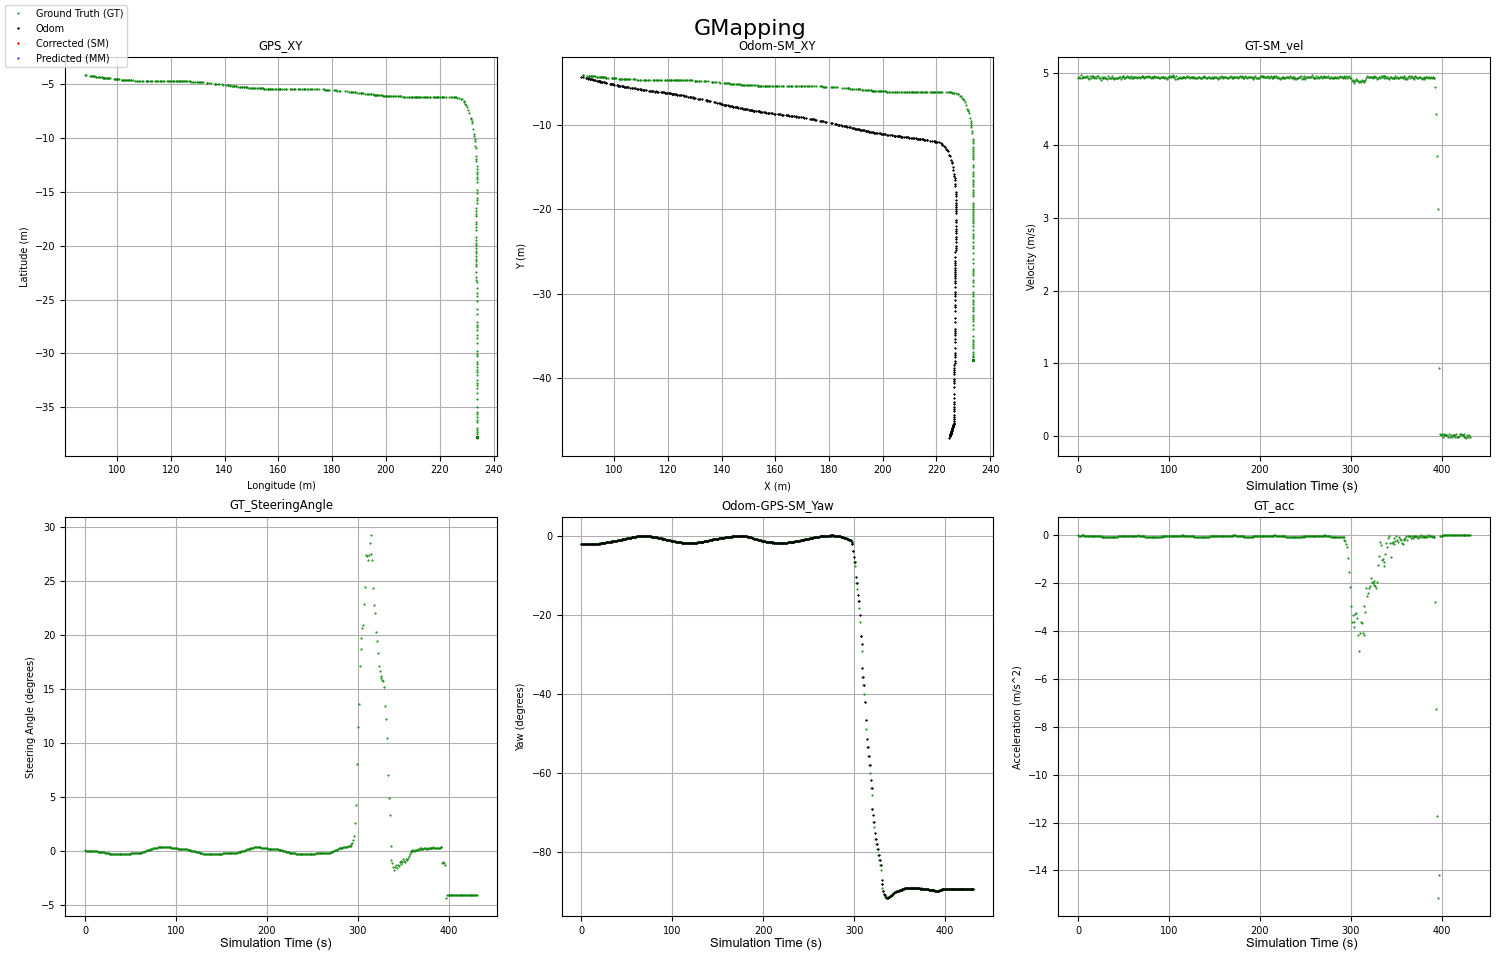 GMapping
Ground Truth (GT)
Odom
Corrected (SM)
Predicted (MM)
GPS_XY
−5
−10
−15
−20
−25
−30
−35
Latitude (m)
100 120 140 160 180 200 220 240
Longitude (m)
Odom-SM_XY
−10
−20
−30
−40
Y (m)
100 120 140 160 180 200 220 240
X (m)
GT-SM_vel
5
4
3
2
1
0
Velocity (m/s)
0 100 200 300 400
Simulation Time (s)
GT_SteeringAngle
30
25
20
15
10
5
0
−5
Steering Angle (degrees)
0 100 200 300 400
Simulation Time (s)
Odom-GPS-SM_Yaw
0
−20
−40
−60
−80
Yaw (degrees)
0 100 200 300 400
Simulation Time (s)
GT_acc
0
−2
−4
−6
−8
−10
−12
−14
Acceleration (m/s^2)
0 100 200 300 400
Simulation Time (s)